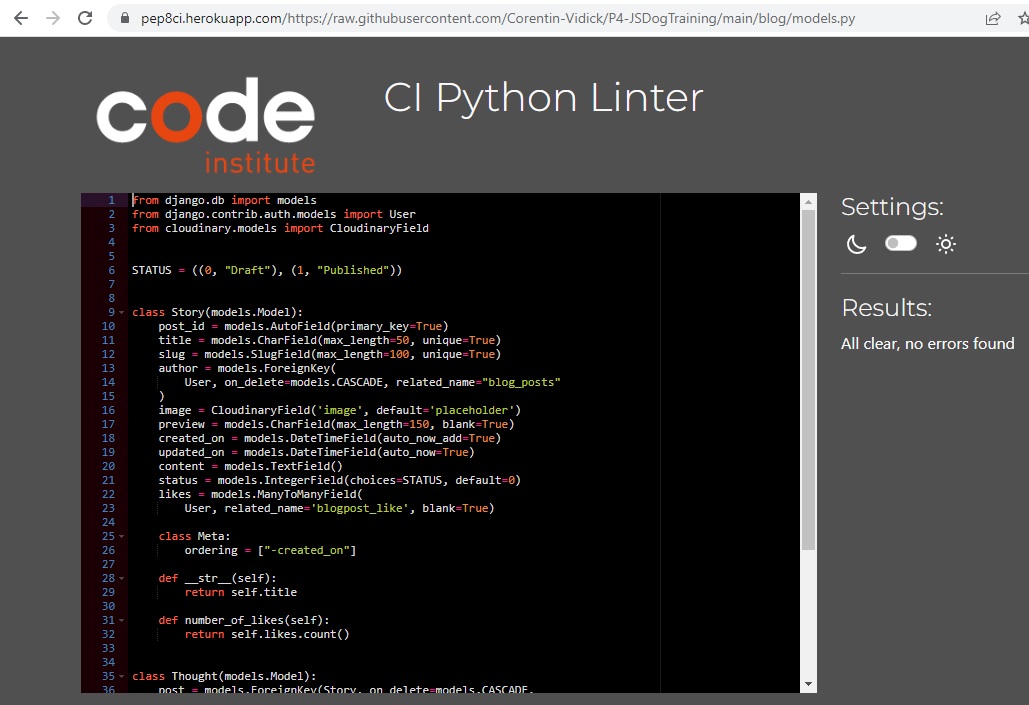 pep8ci.herokuapp.com/https://raw.githubusercontent.com/Corentin-Vidick/P4-JSDogTraining/main/blog/models.py
code
institute
CI Python Linter
1 from django.db import models
2 from django.contrib.auth.models import User
3 from cloudinary.models import CloudinaryField
4
5
6 STATUS = ((0, "Draft"), (1, "Published"))
7
8
9 class Story(models.Model):
10     post_id = models.AutoField(primary_key=True)
11     title = models.CharField(max_length=50, unique=True)
12     slug = models.SlugField(max_length=100, unique=True)
13     author = models.ForeignKey(
14         User, on_delete=models.CASCADE, related_name="blog_posts"
15     )
16     image = CloudinaryField('image', default='placeholder')
17     preview = models.CharField(max_length=150, blank=True)
18     created_on = models.DateTimeField(auto_now_add=True)
19     updated_on = models.DateTimeField(auto_now=True)
20     content = models.TextField()
21     status = models.IntegerField(choices=STATUS, default=0)
22     likes = models.ManyToManyField(
23         User, related_name='blogpost_like', blank=True)
24
25     class Meta:
26         ordering = ["-created_on"]
27
28     def __str__(self):
29         return self.title
30
31     def number_of_likes(self):
32         return self.likes.count()
33
34
35 class Thought(models.Model):
36     post = models.ForeignKey(Story, on_delete=models.CASCADE,
Settings:
Results:
All clear, no errors found